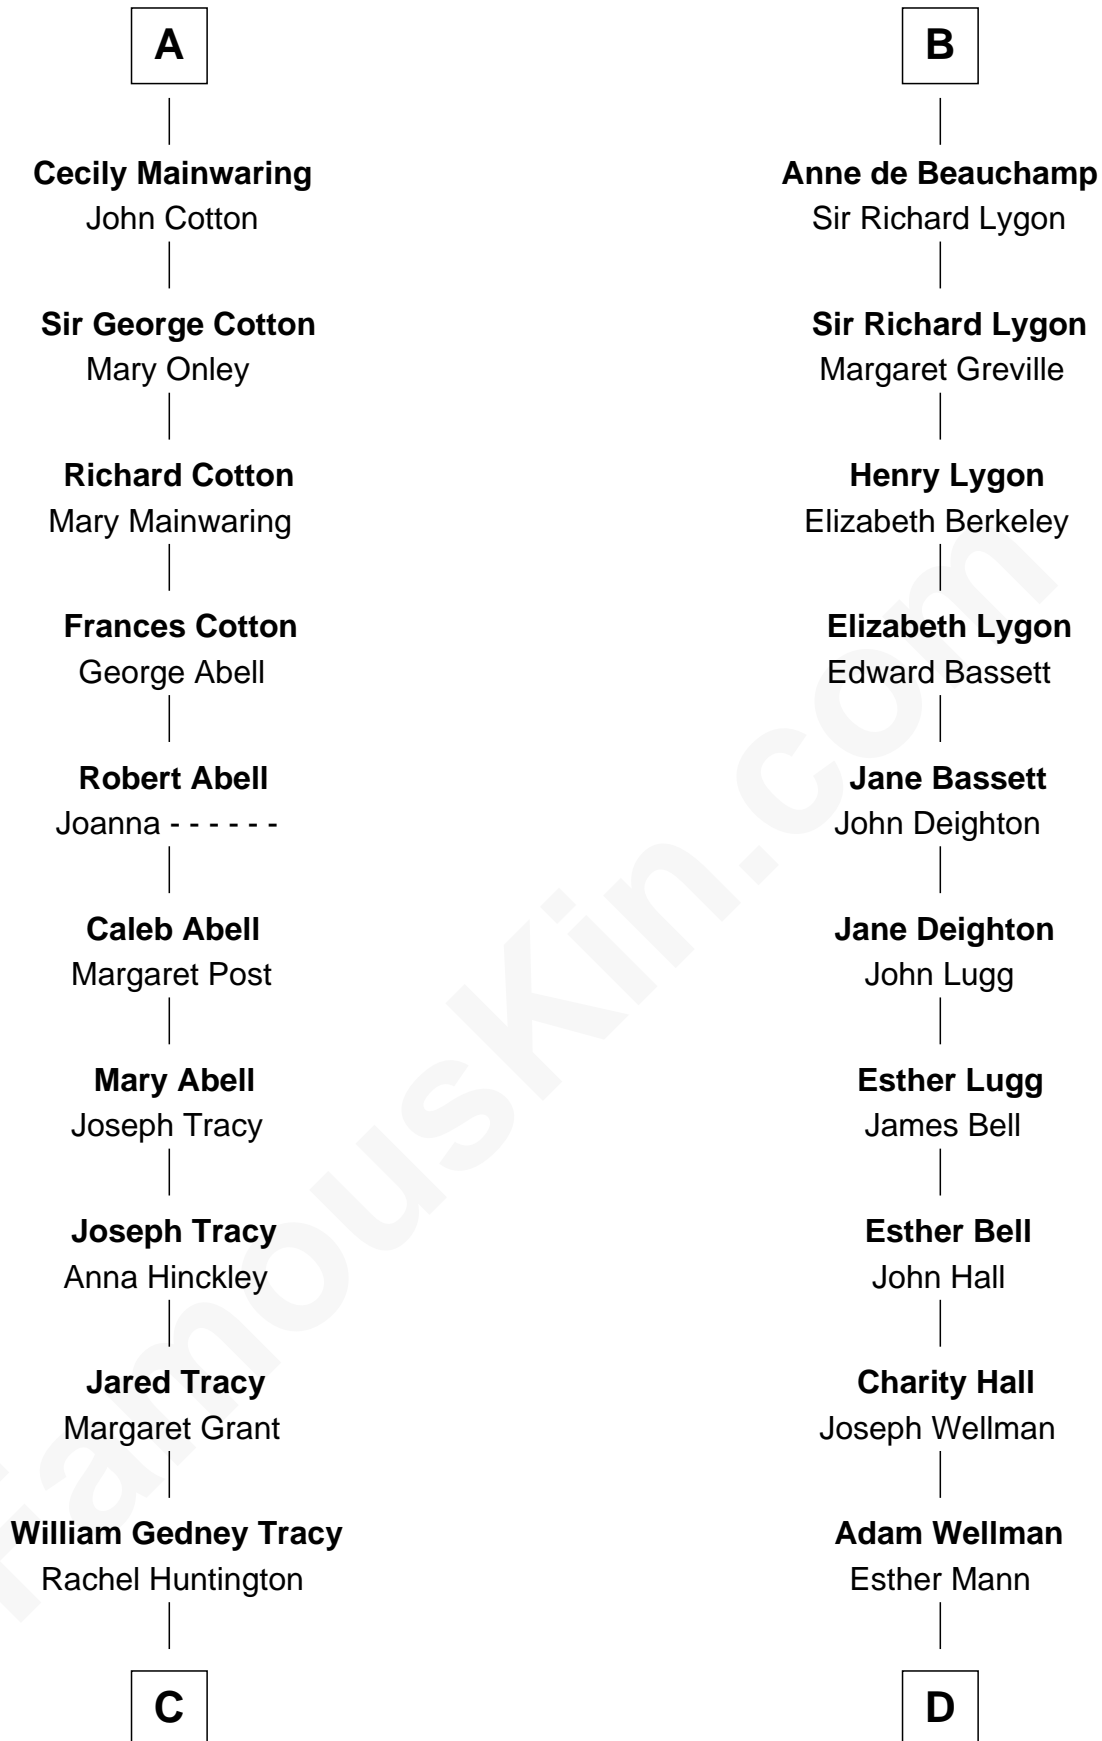 A
Cecily Mainwaring
John Cotton
Sir George Cotton
Mary Onley
Richard Cotton
Mary Mainwaring
Frances Cotton
George Abell
Robert Abell
Joanna - - - - - -
Caleb Abell
Margaret Post
Mary Abell
Joseph Tracy
Joseph Tracy
Anna Hinckley
Jared Tracy
Margaret Grant
William Gedney Tracy
Rachel Huntington
C
B
Anne de Beauchamp
Sir Richard Lygon
Sir Richard Lygon
Margaret Greville
Henry Lygon
Elizabeth Berkeley
Elizabeth Lygon
Edward Bassett
Jane Bassett
John Deighton
Jane Deighton
John Lugg
Esther Lugg
James Bell
Esther Bell
John Hall
Charity Hall
Joseph Wellman
Adam Wellman
Esther Mann
D
FamousKin.com